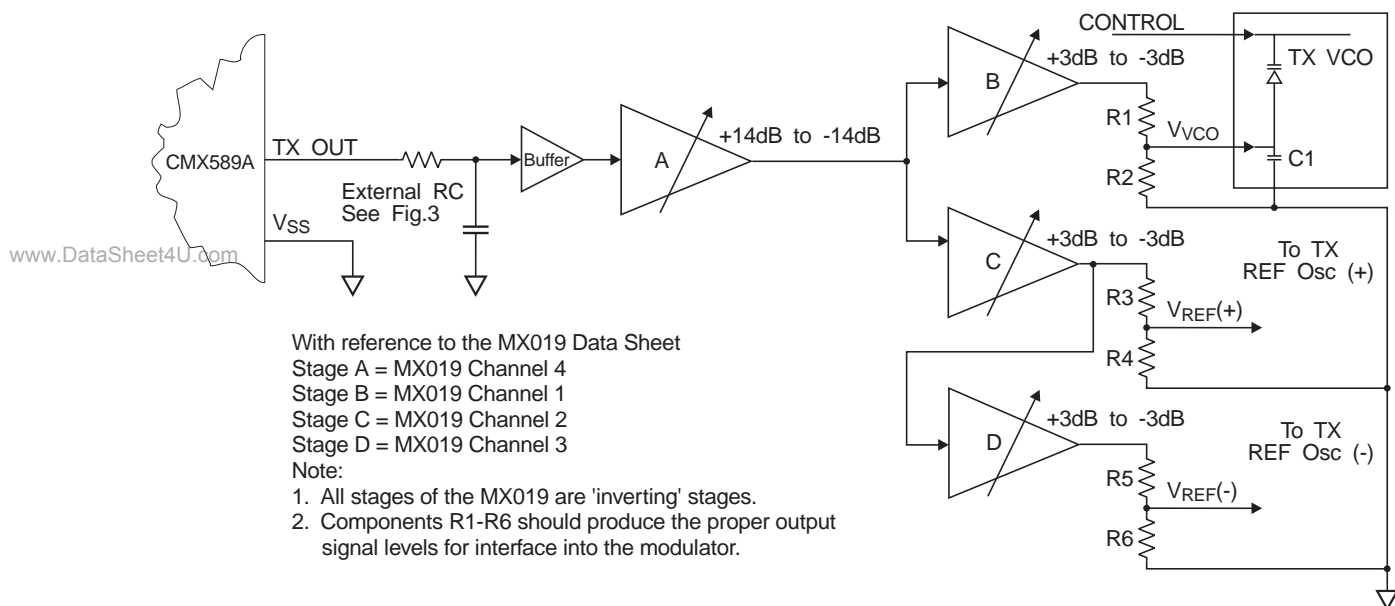 CONTROL
TX VCO
+3dB to -3dB
B
R1
VVCO
C1
R2
CMX589A
TX OUT
Buffer
A
+14dB to -14dB
External RC
See Fig.3
VSS
www.DataSheet4U.com
+3dB to -3dB
C
To TX
REF Osc (+)
R3
VREF(+)
R4
With reference to the MX019 Data Sheet
Stage A = MX019 Channel 4
Stage B = MX019 Channel 1
Stage C = MX019 Channel 2
Stage D = MX019 Channel 3
Note:
1. All stages of the MX019 are 'inverting' stages.
2. Components R1-R6 should produce the proper output
signal levels for interface into the modulator.
+3dB to -3dB
D
To TX
REF Osc (-)
R5
VREF(-)
R6